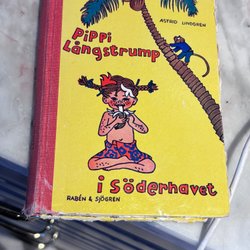 ASTRID LINDGREN
PiPPi
LÅNGSTRUMP
i SÖDERHAVET
RABÉN & SJÖGREN